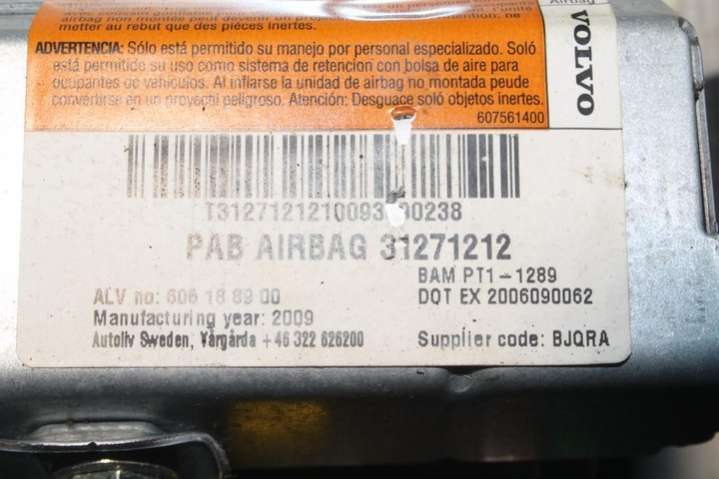 Airbag
airbag non monté peut devenir un projectile dangereux.
metter au rebut que des pièces inertes.
ADVERTENCIA: Sólo está permitido su manejo por personal especializado. Soló
está permitido su uso como sistema de retencion con bolsa de aire para
ocupantes de vehículos. Al inflarse la unidad de airbag no montada peude
convertirse en un proyectil peligroso. Atención: Desguace soló objetos inertes.
607561400
VOLVO
PAB AIRBAG 31271212
BAM PT1-1289
ALV no: 606 18 89 00
DOT EX 2006090062
Manufacturing year: 2009
Autoliv Sweden, Vårgårda +46 322 626200
Supplier code: BJQRA